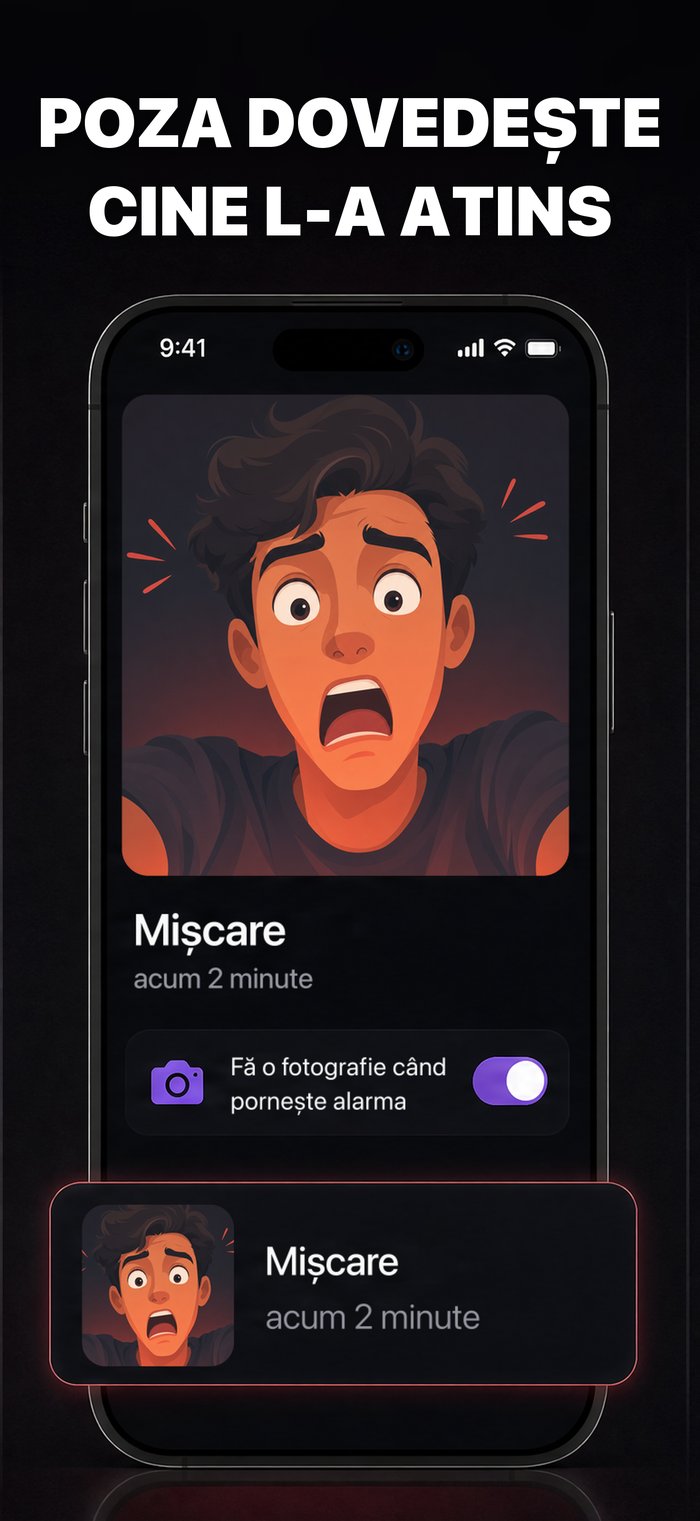 POZA DOVEDEȘTE
CINE L-A ATINS
9:41
Mișcare
acum 2 minute
Fă o fotografie când
pornește alarma
Mișcare
acum 2 minute